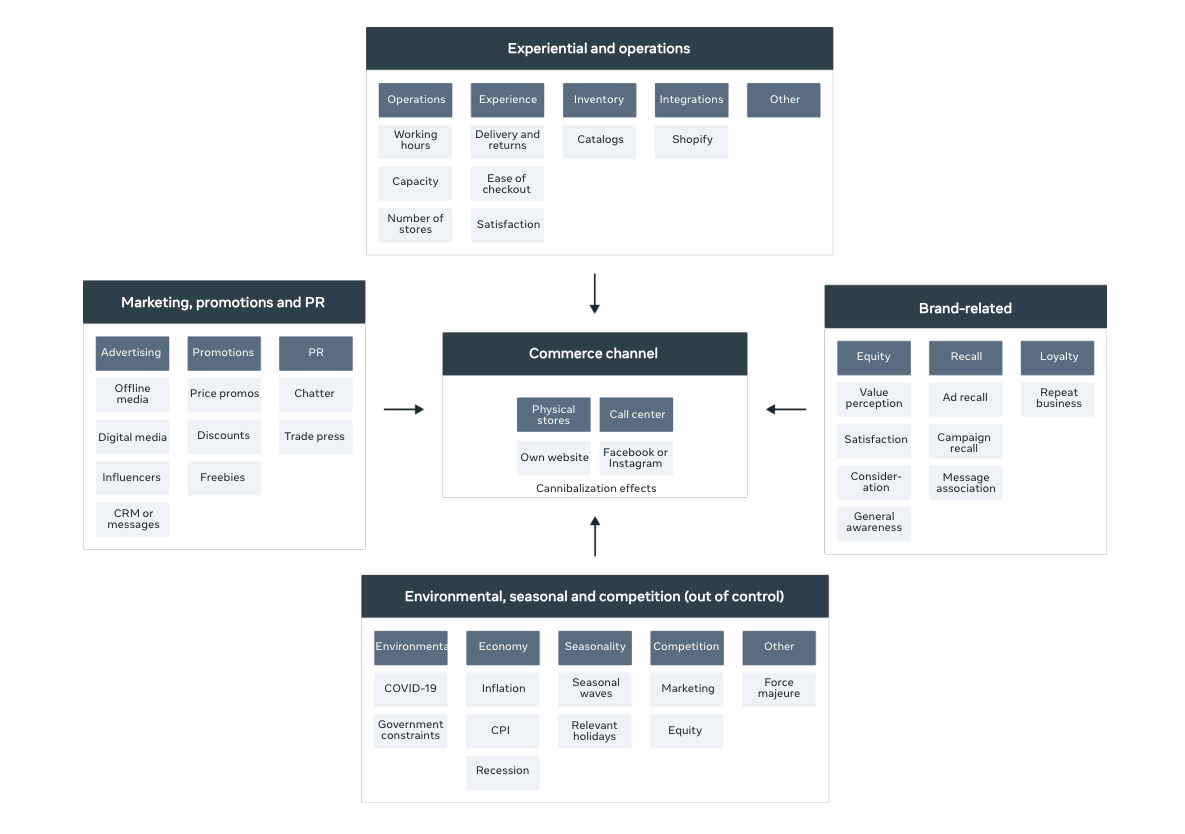 Experiential and operations
Operations
Experience
Inventory
Integrations
Other
Working
hours
Delivery and
returns
Catalogs
Shopify
Capacity
Ease of
checkout
Number of
stores
Satisfaction
Marketing, promotions and PR
Advertising
Promotions
PR
Offline
media
Price promos
Chatter
Digital media
Discounts
Trade press
Influencers
Freebies
CRM or
messages
Commerce channel
Physical
stores
Call center
Own website
Facebook or
Instagram
Cannibalization effects
Brand-related
Equity
Recall
Loyalty
Value
perception
Ad recall
Repeat
business
Satisfaction
Campaign
recall
Consider-
ation
Message
association
General
awareness
Environmental, seasonal and competition (out of control)
Environmenta
Economy
Seasonality
Competition
Other
COVID-19
Inflation
Seasonal
waves
Marketing
Force
majeure
Government
constraints
CPI
Relevant
holidays
Equity
Recession